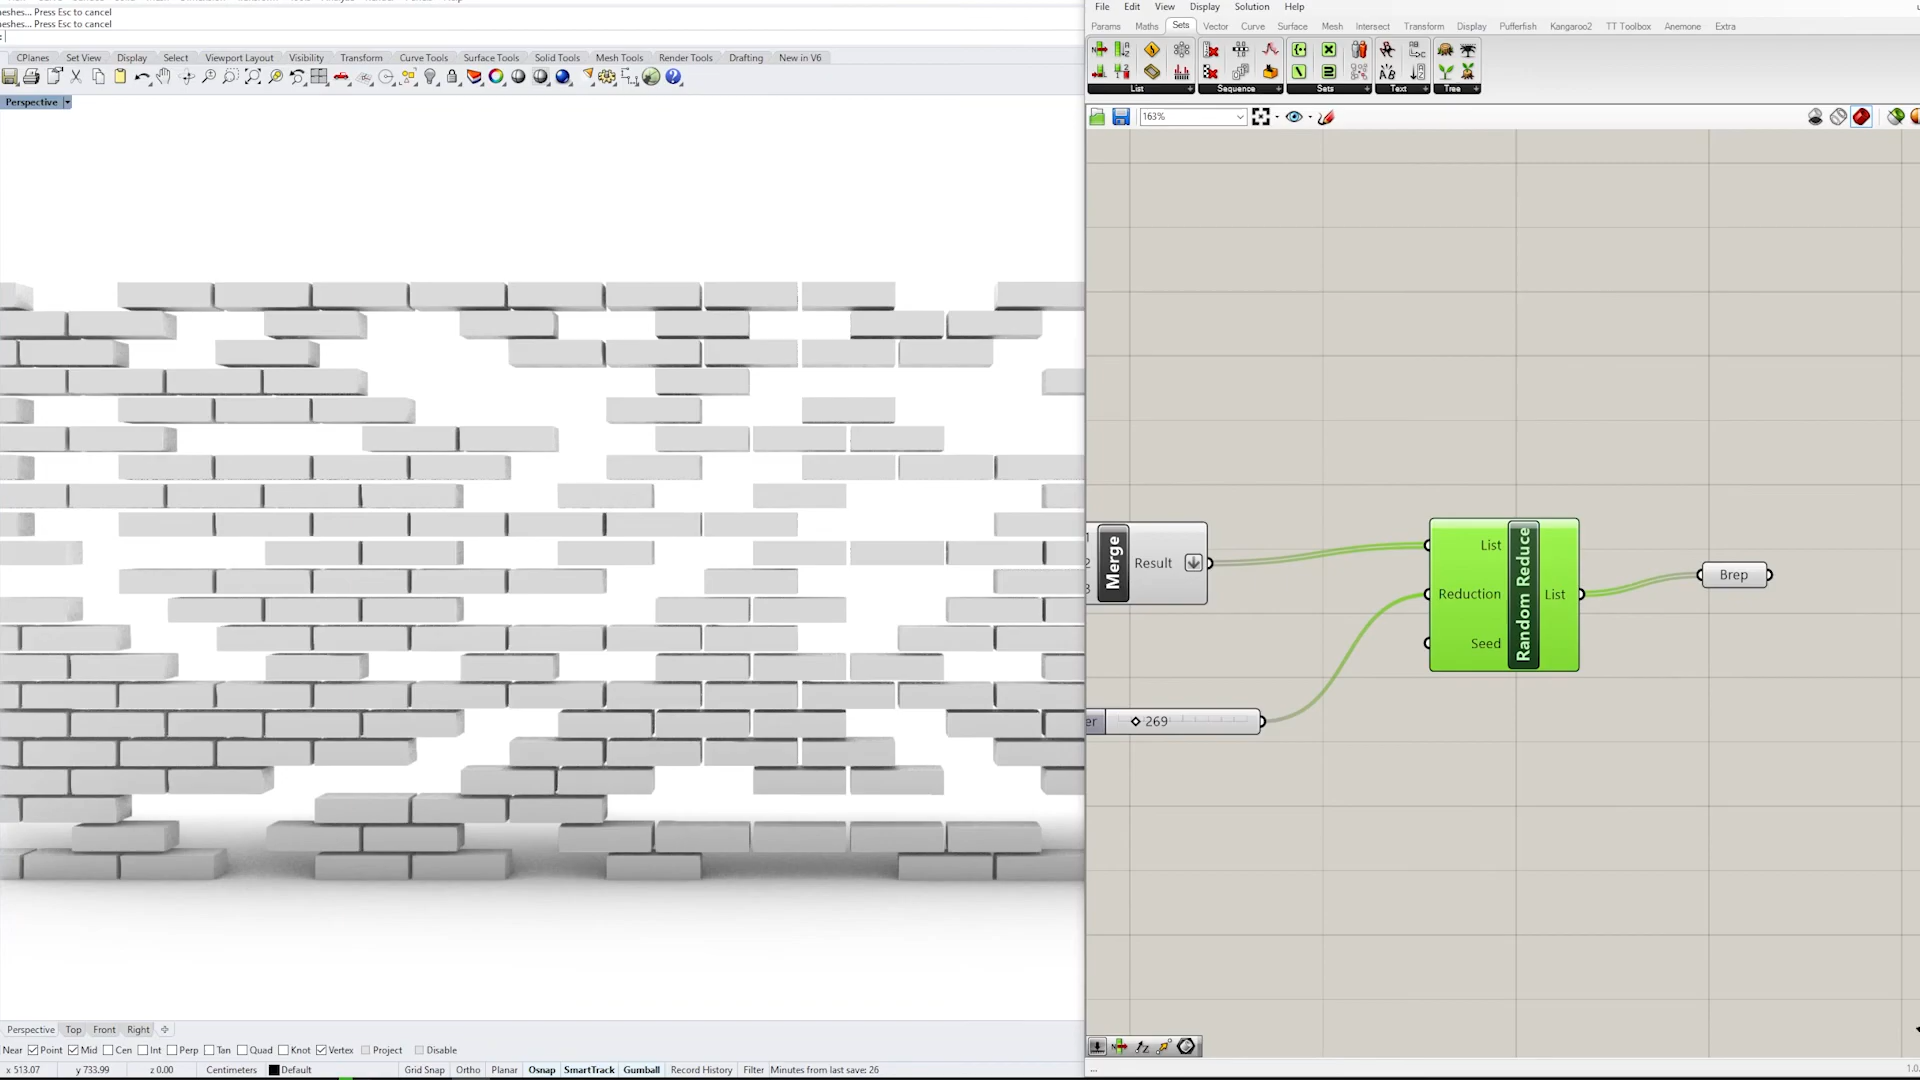 eshes... Press Esc to cancel
eshes... Press Esc to cancel
CPlanes Set View Display Select Viewport Layout Visibility Transform Curve Tools Surface Tools Solid Tools Mesh Tools Render Tools Drafting New in V6
Perspective
File Edit View Display Solution Help
Params Maths Sets Vector Curve Surface Mesh Intersect Transform Display Pufferfish Kangaroo2 TT Toolbox Anemone Extra
List Sequence Sets Text Tree
163%
Merge
Result
List
Reduction
Seed
Random Reduce
List
Brep
er 269
Perspective Top Front Right
Near Point Mid Cen Int Perp Tan Quad Knot Vertex Project Disable
x 513.07 y 733.99 z 0.00 Centimeters Default Grid Snap Ortho Planar Osnap SmartTrack Gumball Record History Filter Minutes from last save: 26
...
1.0